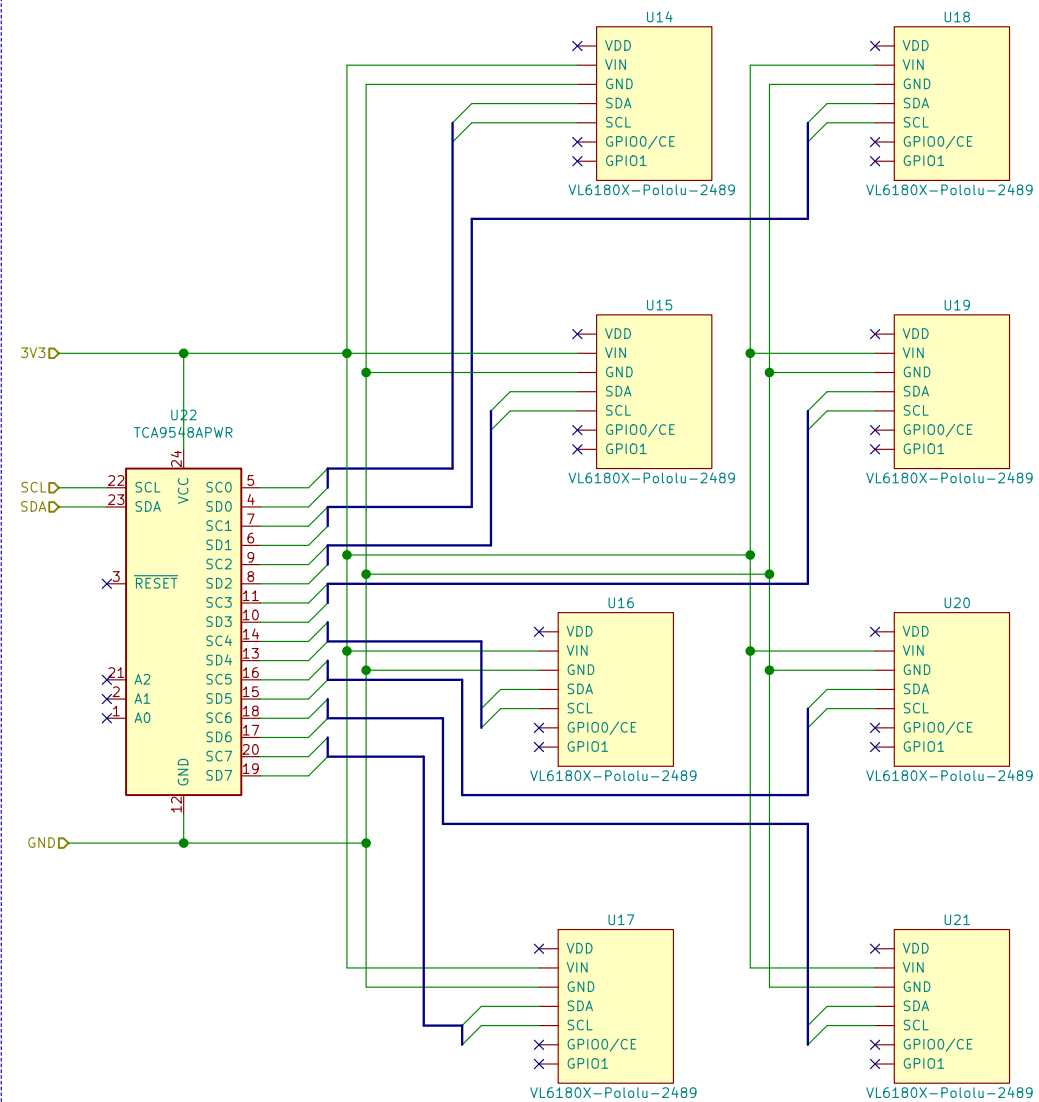 U14
VDD
VIN
GND
SDA
SCL
GPIO0/CE
GPIO1
VL6180X-Pololu-2489
U18
VDD
VIN
GND
SDA
SCL
GPIO0/CE
GPIO1
VL6180X-Pololu-2489
U15
VDD
VIN
GND
SDA
SCL
GPIO0/CE
GPIO1
VL6180X-Pololu-2489
U19
VDD
VIN
GND
SDA
SCL
GPIO0/CE
GPIO1
VL6180X-Pololu-2489
3V3
SCL
SDA
GND
U22
TCA9548APWR
24
VCC
22 SCL
23 SDA
3 RESET
21 A2
2 A1
1 A0
GND
12
SC0 5
SD0 4
SC1 7
SD1 6
SC2 9
SD2 8
SC3 11
SD3 10
SC4 14
SD4 13
SC5 16
SD5 15
SC6 18
SD6 17
SC7 20
SD7 19
U16
VDD
VIN
GND
SDA
SCL
GPIO0/CE
GPIO1
VL6180X-Pololu-2489
U20
VDD
VIN
GND
SDA
SCL
GPIO0/CE
GPIO1
VL6180X-Pololu-2489
U17
VDD
VIN
GND
SDA
SCL
GPIO0/CE
GPIO1
VL6180X-Pololu-2489
U21
VDD
VIN
GND
SDA
SCL
GPIO0/CE
GPIO1
VL6180X-Pololu-2489